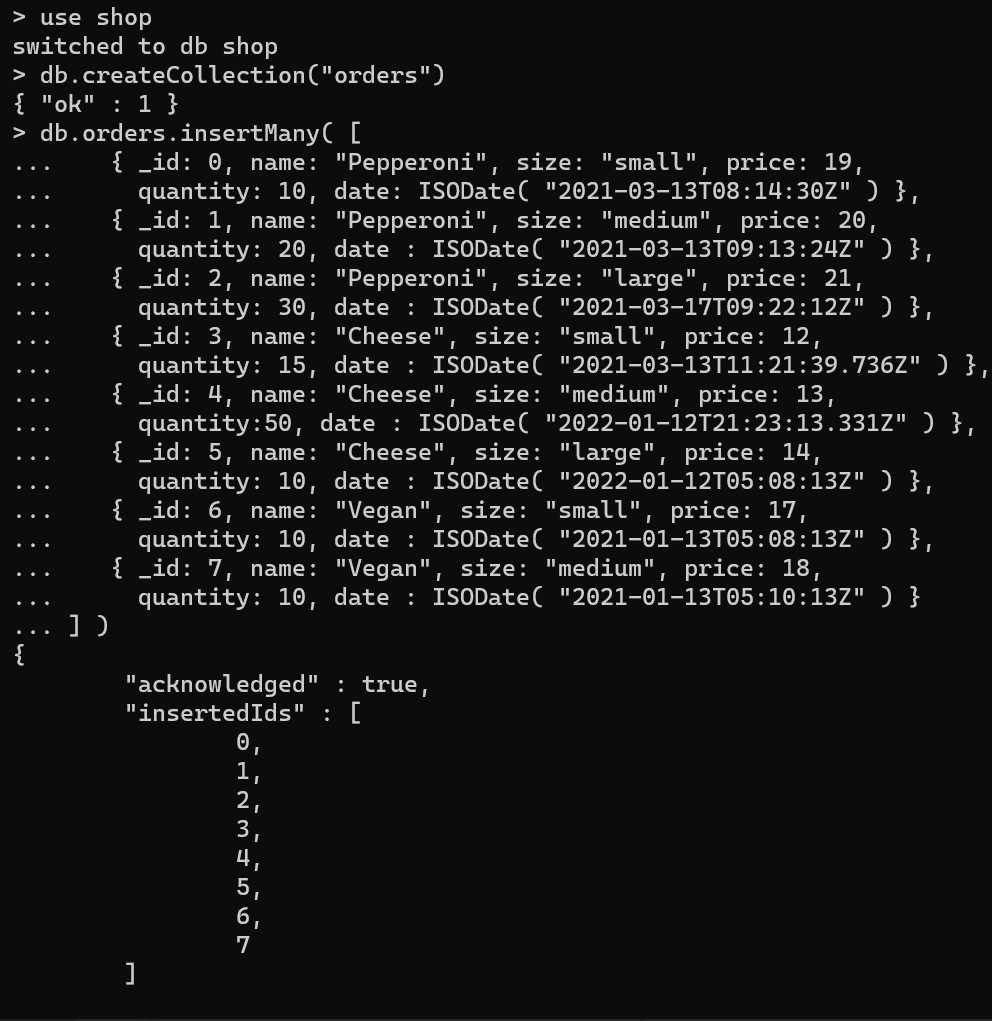 > use shop
switched to db shop
> db.createCollection("orders")
{ "ok" : 1 }
> db.orders.insertMany( [
...    { _id: 0, name: "Pepperoni", size: "small", price: 19,
...      quantity: 10, date: ISODate( "2021-03-13T08:14:30Z" ) },
...    { _id: 1, name: "Pepperoni", size: "medium", price: 20,
...      quantity: 20, date : ISODate( "2021-03-13T09:13:24Z" ) },
...    { _id: 2, name: "Pepperoni", size: "large", price: 21,
...      quantity: 30, date : ISODate( "2021-03-17T09:22:12Z" ) },
...    { _id: 3, name: "Cheese", size: "small", price: 12,
...      quantity: 15, date : ISODate( "2021-03-13T11:21:39.736Z" ) },
...    { _id: 4, name: "Cheese", size: "medium", price: 13,
...      quantity:50, date : ISODate( "2022-01-12T21:23:13.331Z" ) },
...    { _id: 5, name: "Cheese", size: "large", price: 14,
...      quantity: 10, date : ISODate( "2022-01-12T05:08:13Z" ) },
...    { _id: 6, name: "Vegan", size: "small", price: 17,
...      quantity: 10, date : ISODate( "2021-01-13T05:08:13Z" ) },
...    { _id: 7, name: "Vegan", size: "medium", price: 18,
...      quantity: 10, date : ISODate( "2021-01-13T05:10:13Z" ) }
... ] )
{
        "acknowledged" : true,
        "insertedIds" : [
                0,
                1,
                2,
                3,
                4,
                5,
                6,
                7
        ]